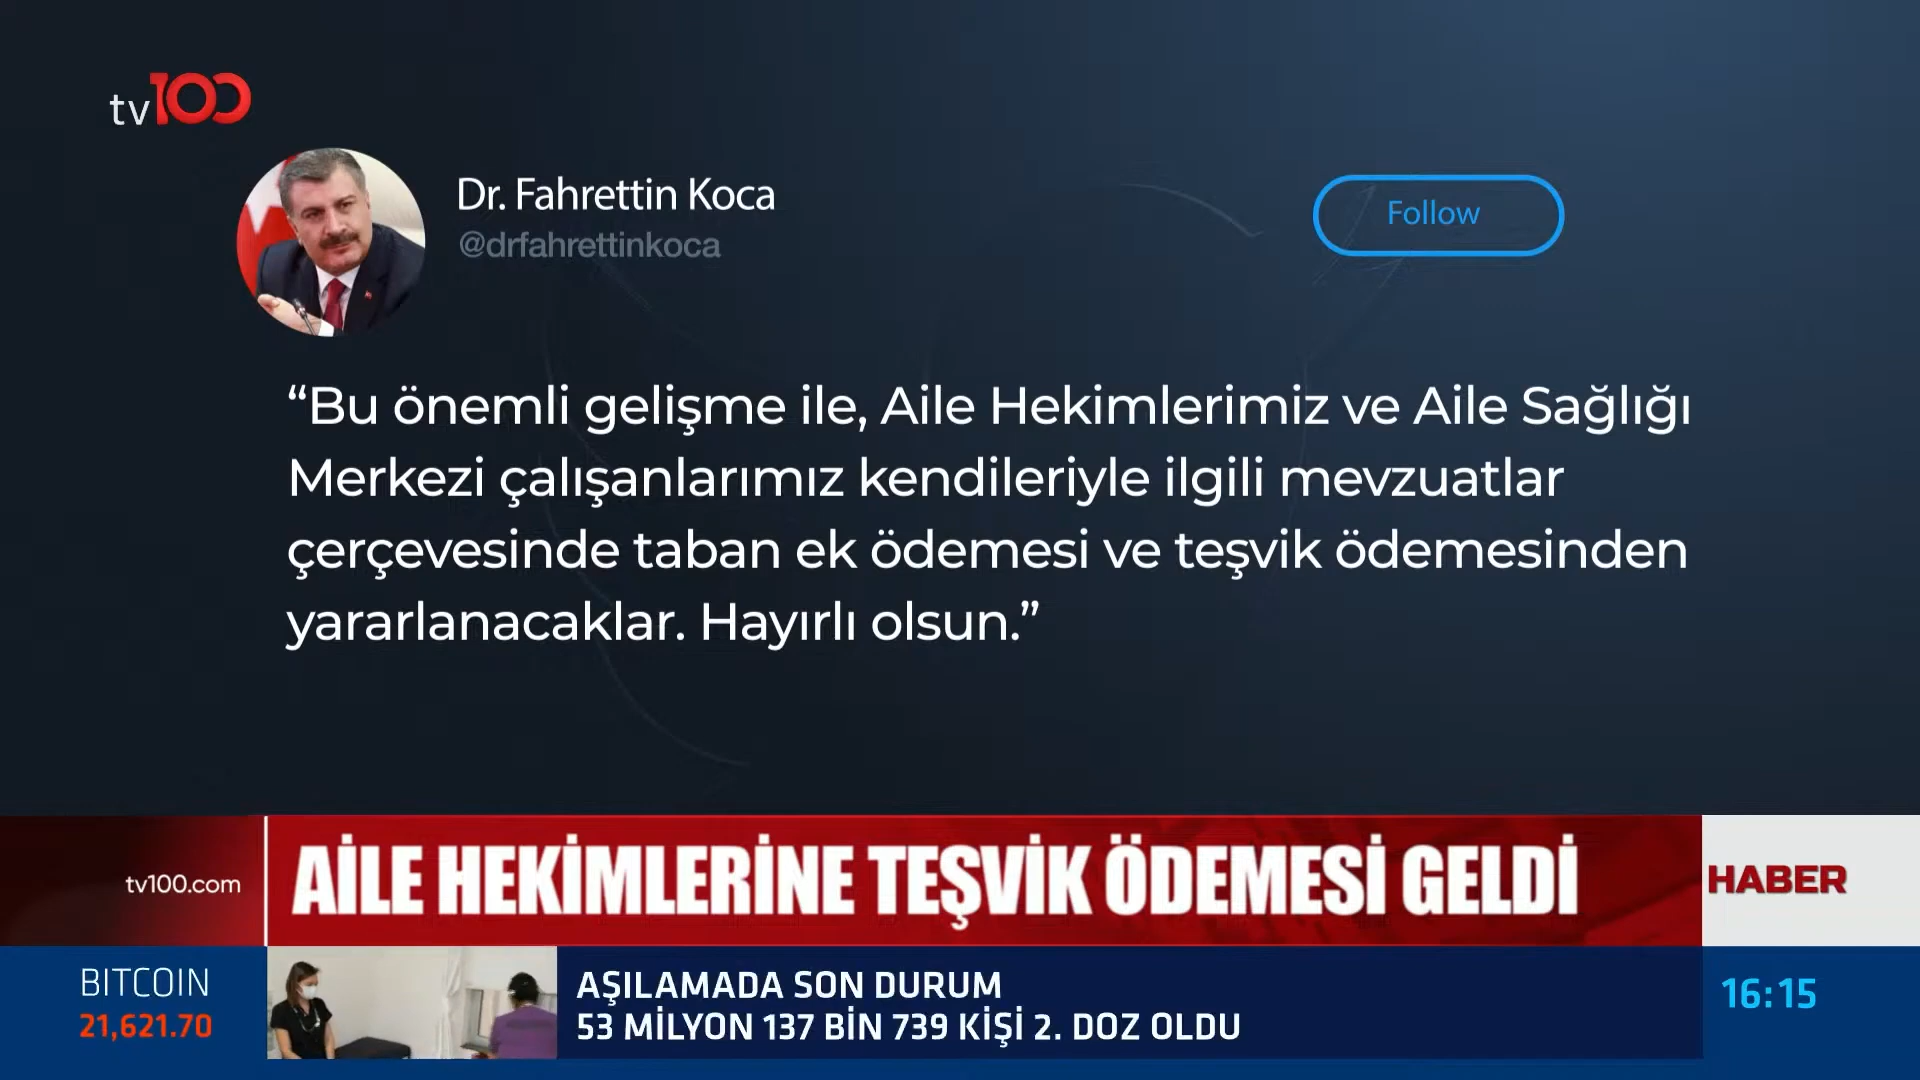 tv100
Dr. Fahrettin Koca
@drfahrettinkoca
Follow
“Bu önemli gelişme ile, Aile Hekimlerimiz ve Aile Sağlığı
Merkezi çalışanlarımız kendileriyle ilgili mevzuatlar
çerçevesinde taban ek ödemesi ve teşvik ödemesinden
yararlanacaklar. Hayırlı olsun.”
tv100.com
AİLE HEKİMLERİNE TEŞVİK ÖDEMESİ GELDİ
HABER
BITCOIN
21,621.70
AŞILAMADA SON DURUM
53 MİLYON 137 BİN 739 KİŞİ 2. DOZ OLDU
16:15